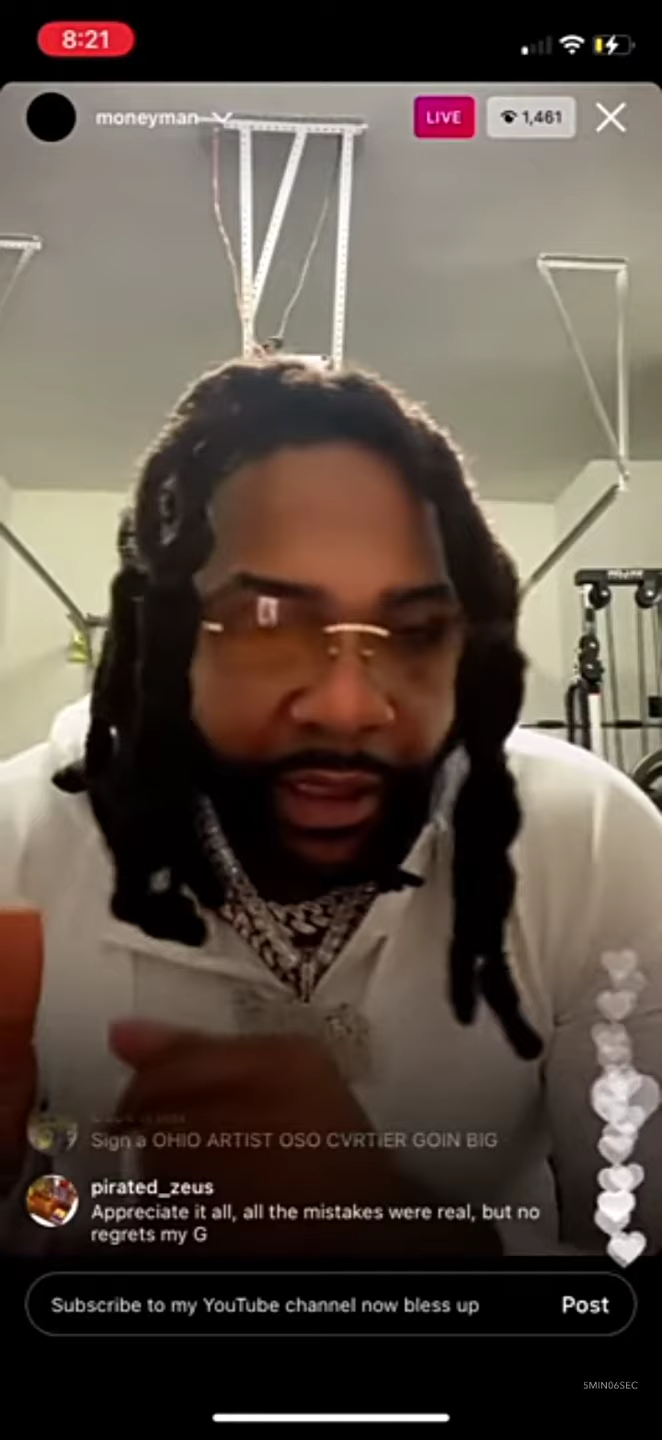 8:21
moneyman
LIVE
1,461
Sign a OHIO ARTIST OSO CVRTiER GOIN BIG
pirated_zeus
Appreciate it all, all the mistakes were real, but no
regrets my G
Subscribe to my YouTube channel now bless up
Post
5MIN06SEC